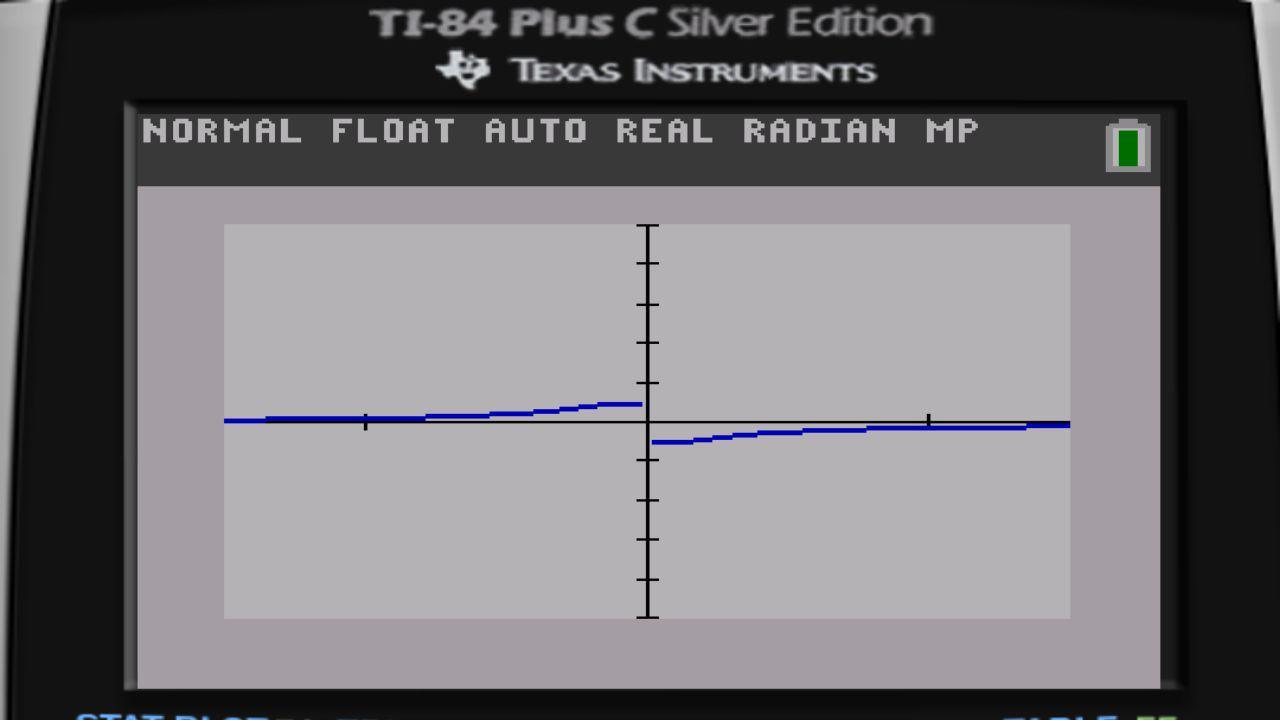 TI-84 Plus C Silver Edition
TEXAS INSTRUMENTS
NORMAL FLOAT AUTO REAL RADIAN MP